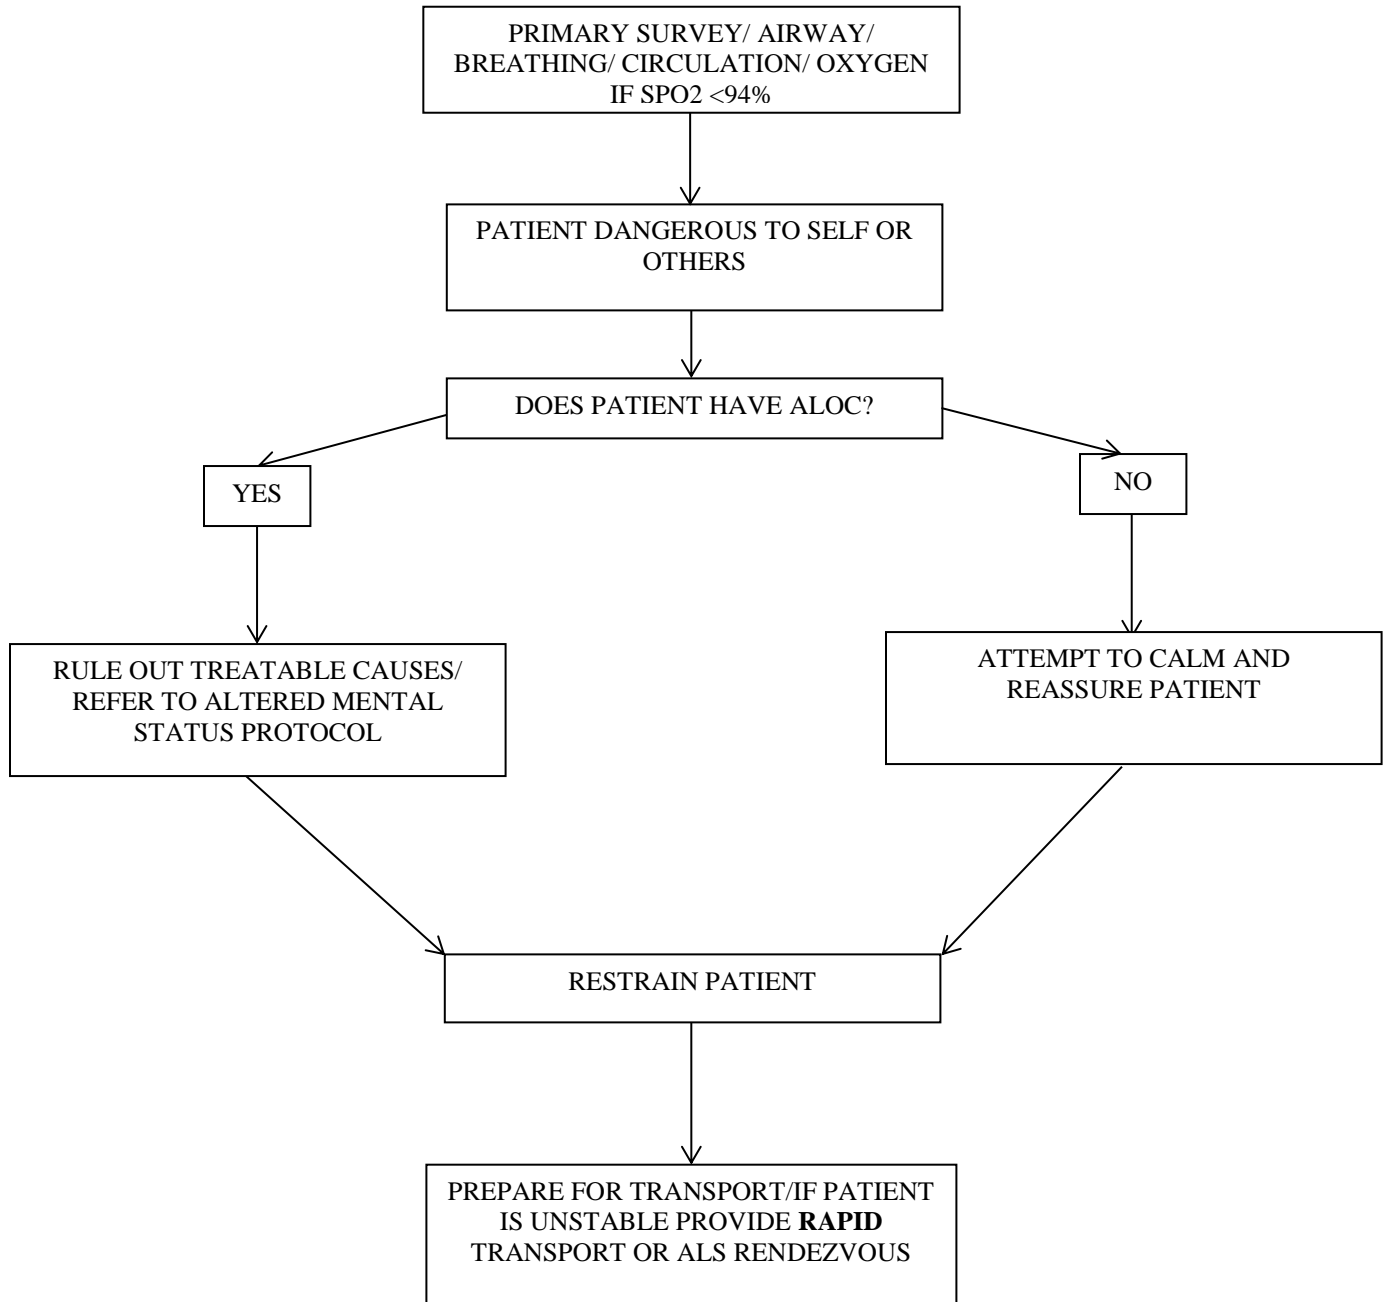 PRIMARY SURVEY/ AIRWAY/
BREATHING/ CIRCULATION/ OXYGEN
IF SPO2 <94%
PATIENT DANGEROUS TO SELF OR
OTHERS
DOES PATIENT HAVE ALOC?
YES
NO
RULE OUT TREATABLE CAUSES/
REFER TO ALTERED MENTAL
STATUS PROTOCOL
ATTEMPT TO CALM AND
REASSURE PATIENT
RESTRAIN PATIENT
PREPARE FOR TRANSPORT/IF PATIENT
IS UNSTABLE PROVIDE RAPID
TRANSPORT OR ALS RENDEZVOUS